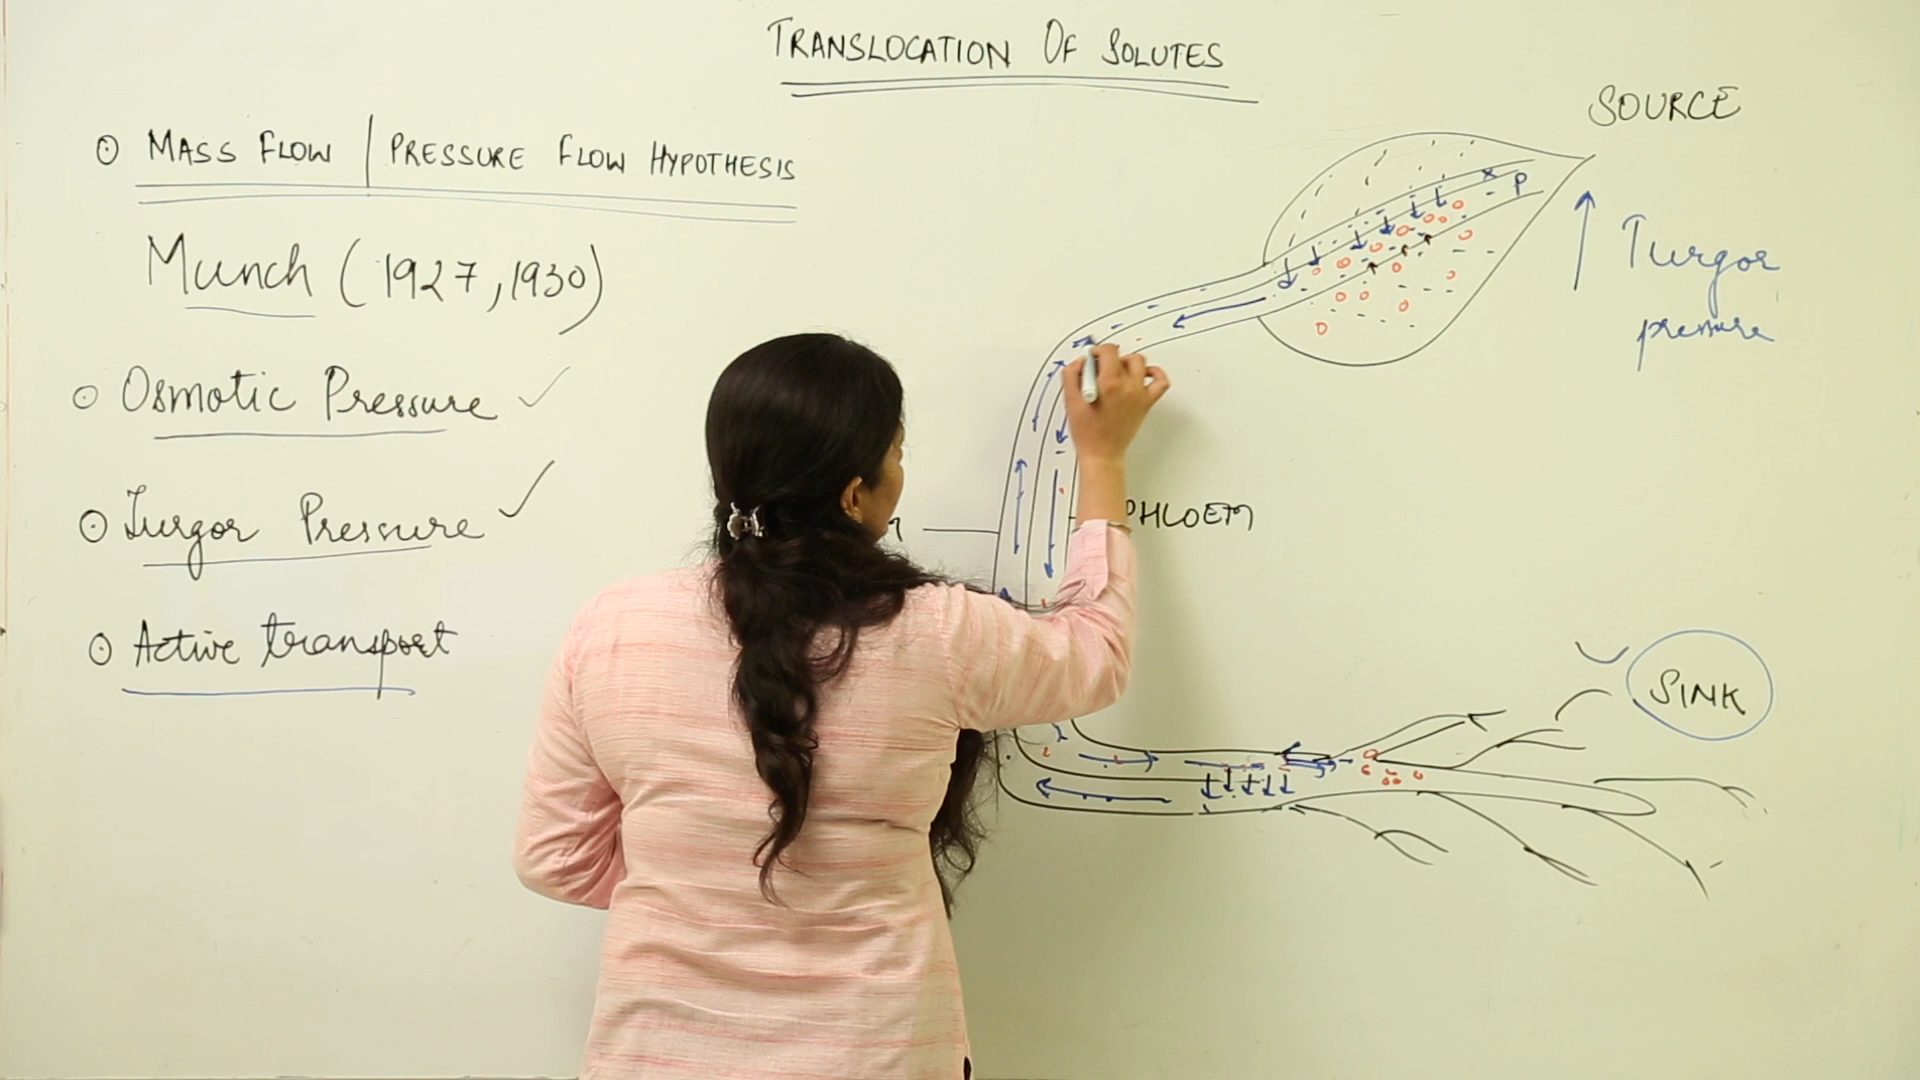 TRANSLOCATION OF SOLUTES
SOURCE
⊙ MASS FLOW | PRESSURE FLOW HYPOTHESIS
Munch (1927, 1930)
⊙ Osmotic Pressure ✓
⊙ Turgor Pressure ✓
⊙ Active transport
X
P
↑ Turgor
pressure
PHLOEM
SINK